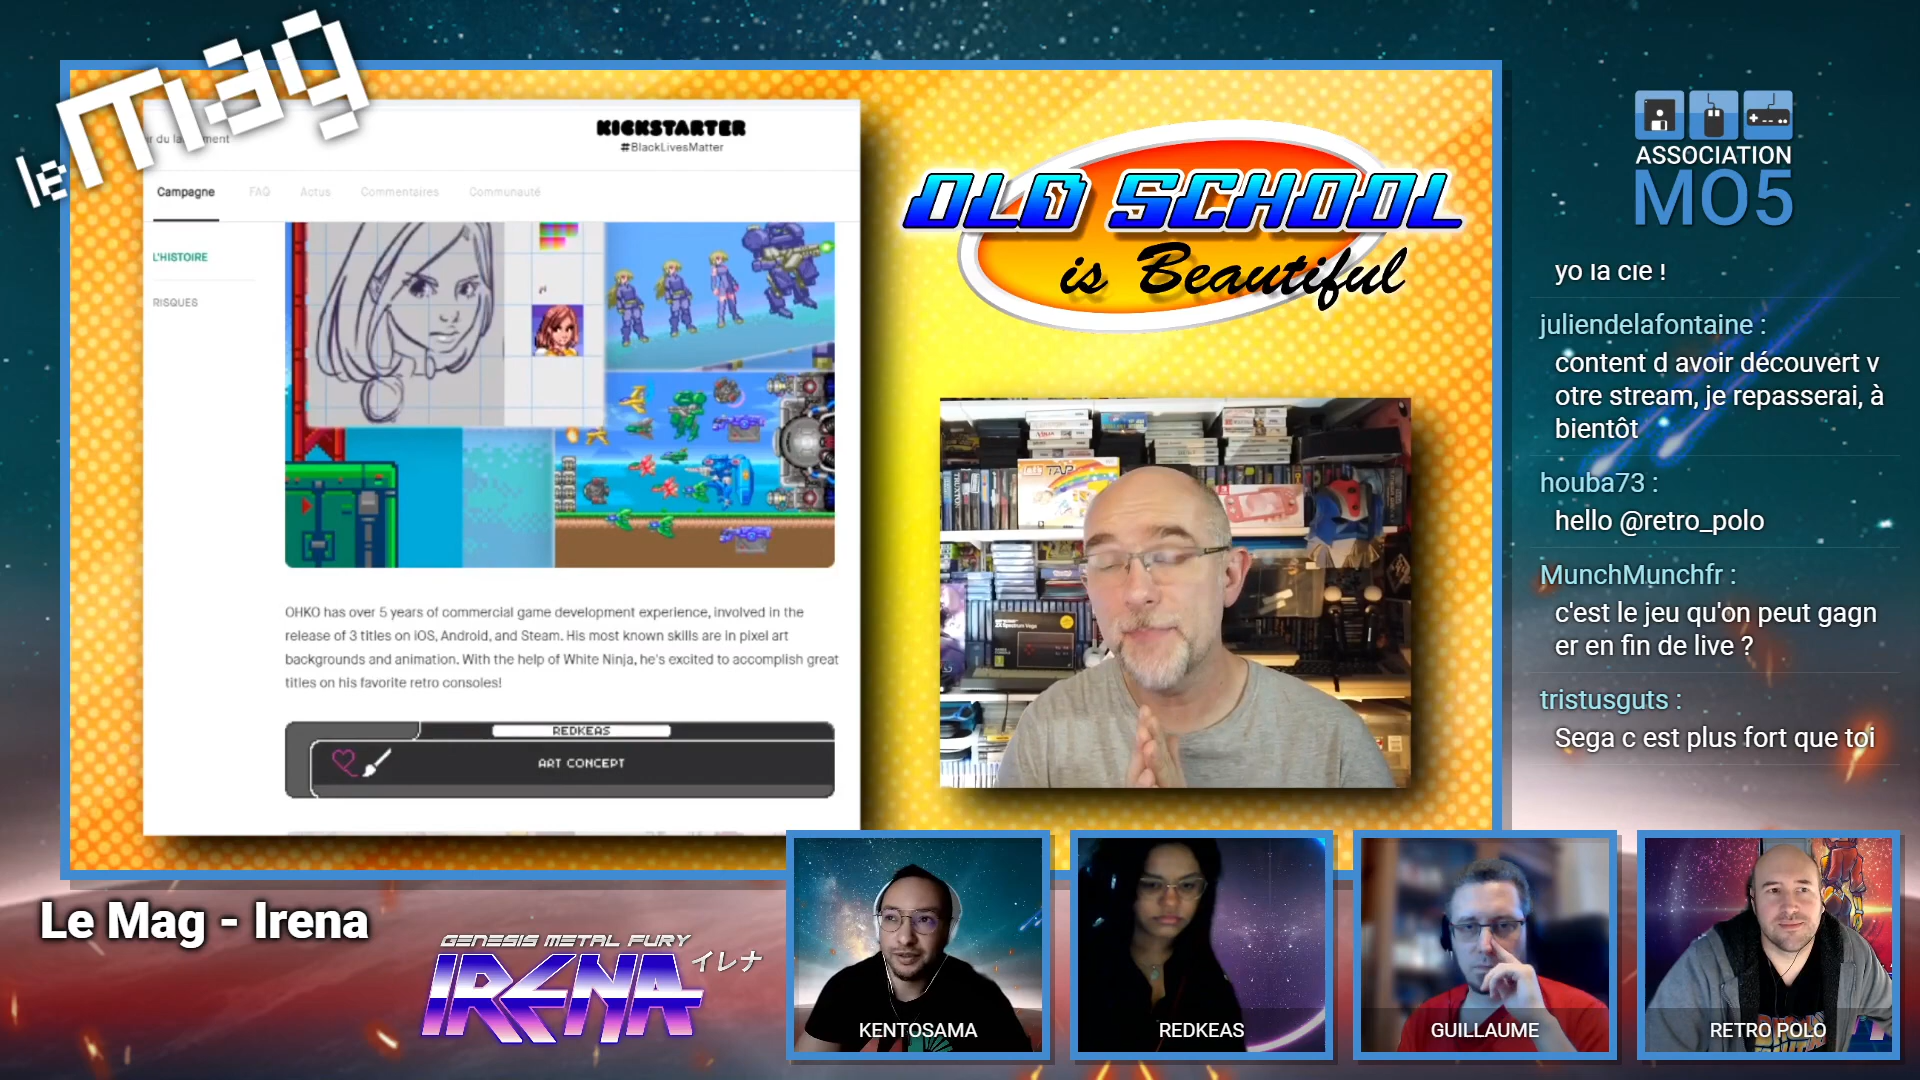 le Mag
KICKSTARTER
#BlackLivesMatter
Campagne
FAQ
Actus
Commentaires
Communauté
L'HISTOIRE
RISQUES
OHKO has over 5 years of commercial game development experience, involved in the
release of 3 titles on iOS, Android, and Steam. His most known skills are in pixel art
backgrounds and animation. With the help of White Ninja, he's excited to accomplish great
titles on his favorite retro consoles!
REDKEAS
ART CONCEPT
OLD SCHOOL
is Beautiful
ASSOCIATION
MO5
yo la cie !
juliendelafontaine :
content d avoir découvert v
otre stream, je repasserai, à
bientôt
houba73 :
hello @retro_polo
MunchMunchfr :
c'est le jeu qu'on peut gagn
er en fin de live ?
tristusguts :
Sega c est plus fort que toi
Le Mag - Irena
GENESIS METAL FURY
IRENA
イレナ
KENTOSAMA
REDKEAS
GUILLAUME
RETRO POLO